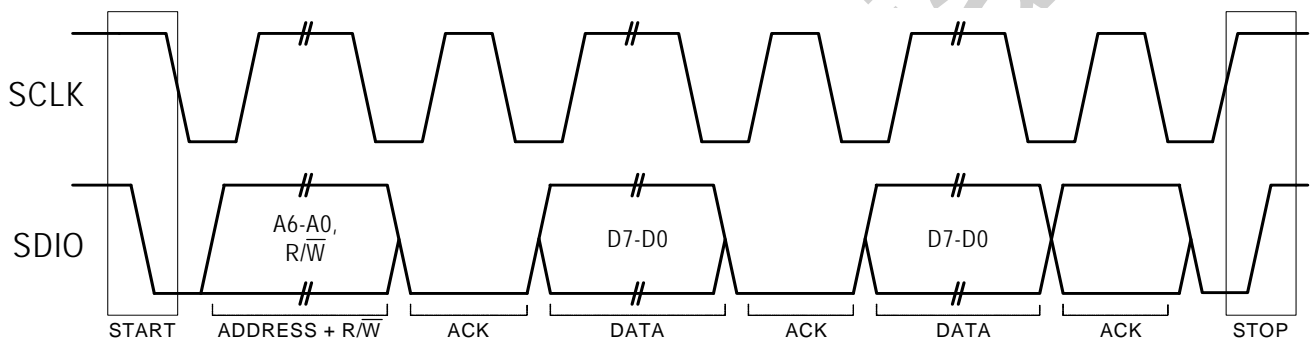 SCLK
SDIO
A6-A0,
R/W̅
D7-D0
D7-D0
START
ADDRESS + R/W̅
ACK
DATA
ACK
DATA
ACK
STOP